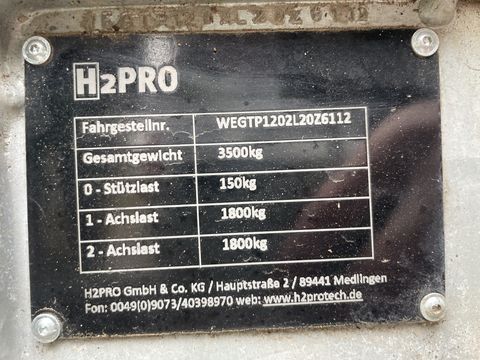 H2PRO
Fahrgestellnr. WEGTP1202L20Z6112
Gesamtgewicht 3500kg
0 - Stützlast 150kg
1 - Achslast 1800kg
2 - Achslast 1800kg
H2PRO GmbH & Co. KG / Hauptstraße 2 / 89441 Medlingen
Fon: 0049(0)9073/40398970 web: www.h2protech.de